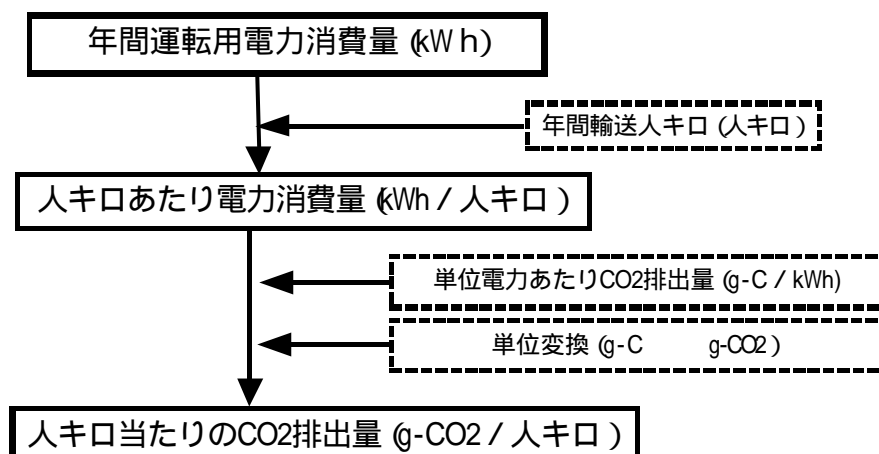 年間運転用電力消費量 (kWh)
年間輸送人キロ (人キロ)
人キロあたり電力消費量 (kWh / 人キロ)
単位電力あたりCO2排出量 (g-C / kWh)
単位変換 (g-C g-CO2)
人キロ当たりのCO2排出量 (g-CO2 / 人キロ)